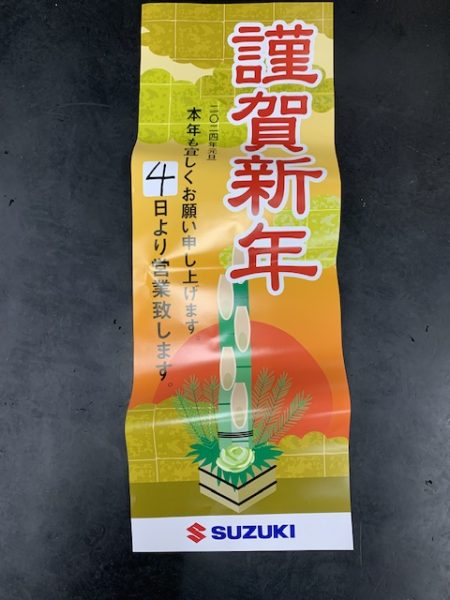 謹賀新年
二〇二四年元旦
本年も宜しくお願い申し上げます。
4日より営業致します。
SUZUKI